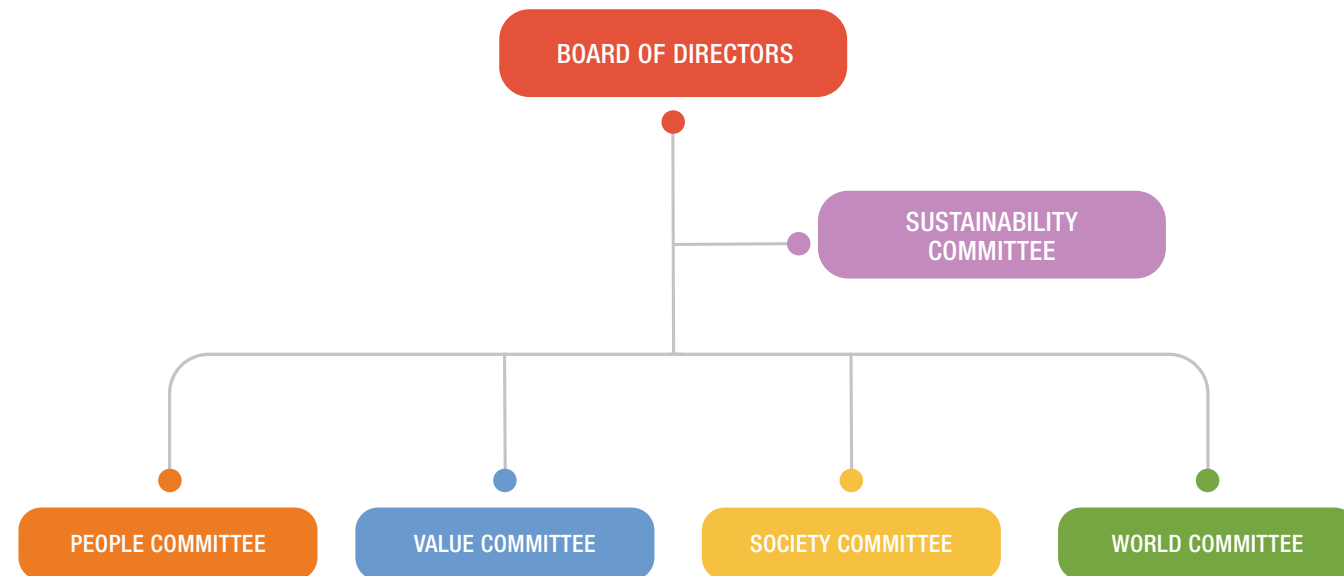 BOARD OF DIRECTORS
SUSTAINABILITY
COMMITTEE
PEOPLE COMMITTEE
VALUE COMMITTEE
SOCIETY COMMITTEE
WORLD COMMITTEE